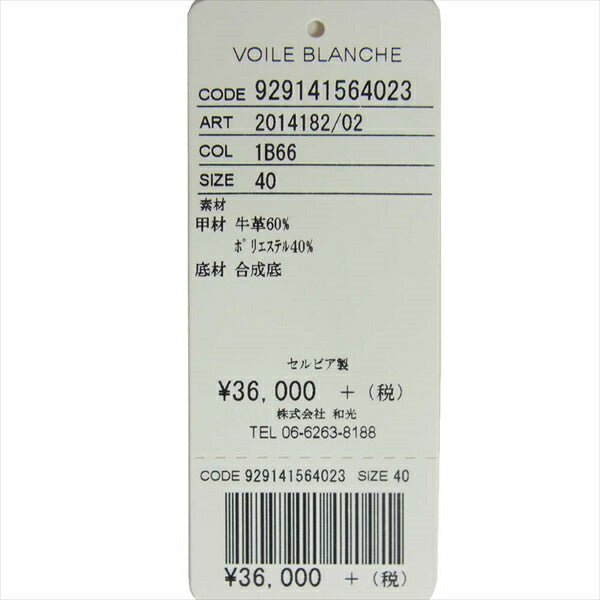 VOILE BLANCHE
CODE 929141564023
ART 2014182/02
COL 1B66
SIZE 40
素材
甲材 牛革60%
ﾎﾟﾘｴｽﾃﾙ40%
底材 合成底
セルビア製
¥36,000 +（税）
株式会社 和光
TEL 06-6263-8188
CODE 929141564023 SIZE 40
¥36,000 +（税）